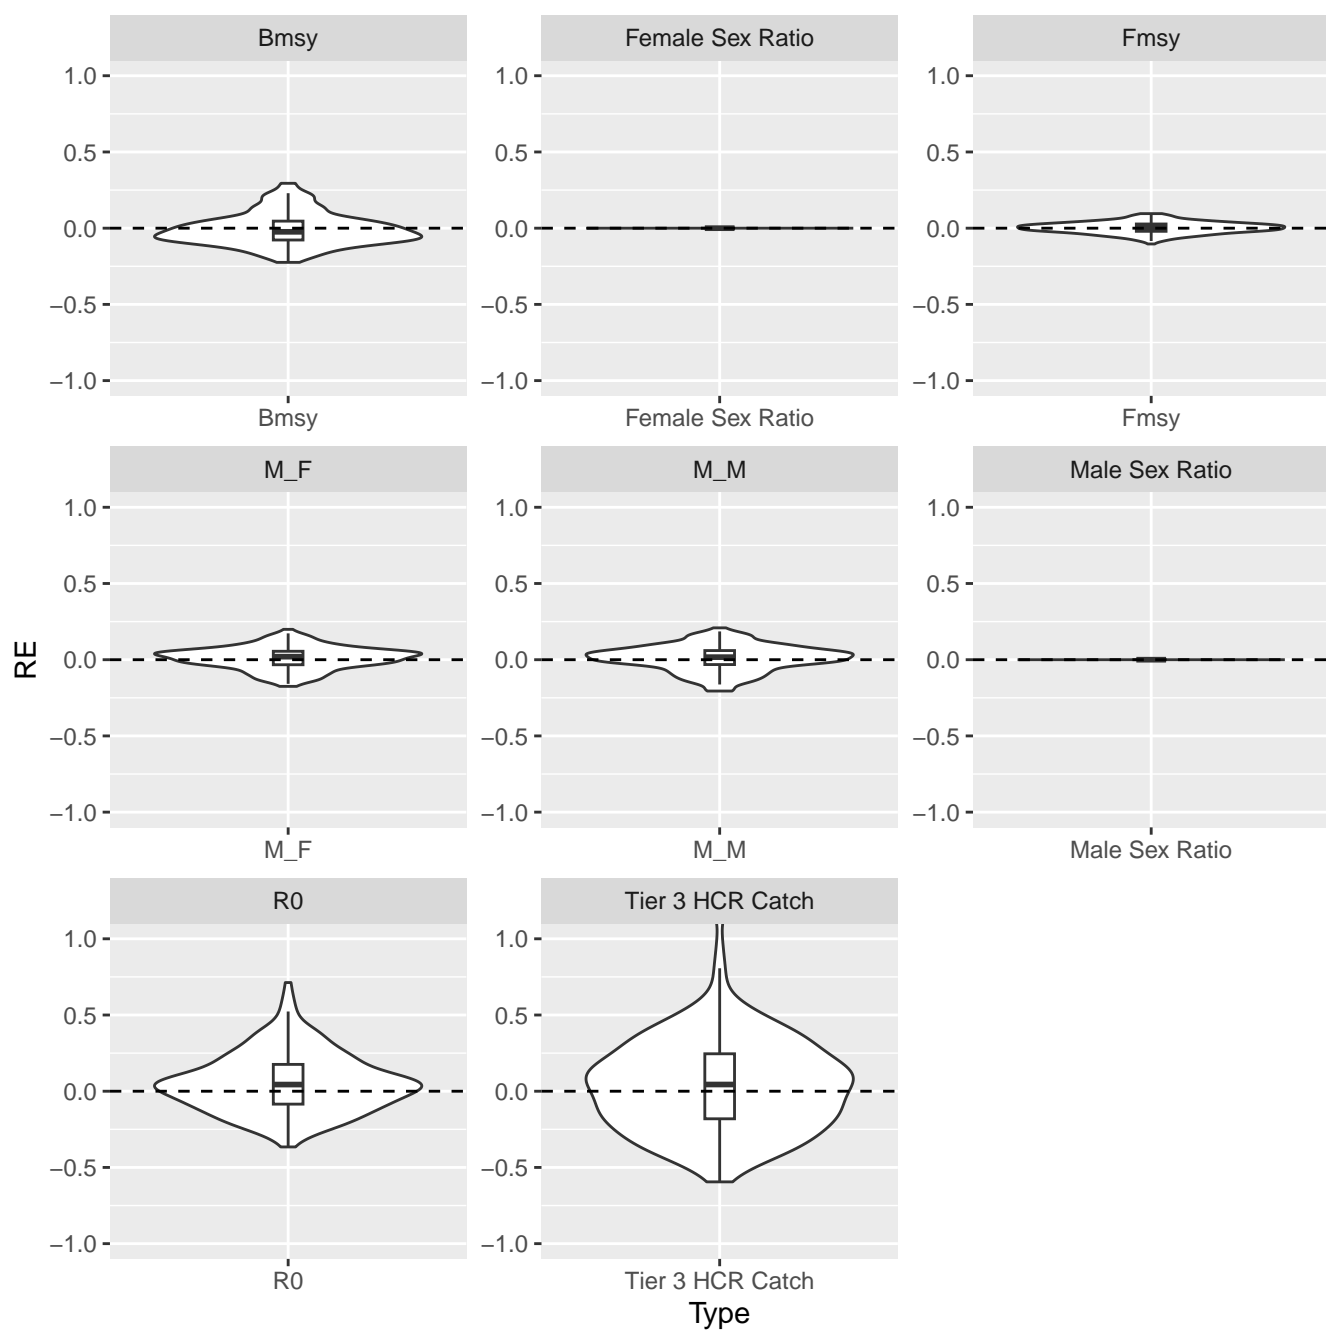 Bmsy Female Sex Ratio Fmsy
1.0 1.0 1.0
0.5 0.5 0.5
0.0 0.0 0.0
−0.5 −0.5 −0.5
−1.0 −1.0 −1.0
Bmsy Female Sex Ratio Fmsy
M_F M_M Male Sex Ratio
1.0 1.0 1.0
0.5 0.5 0.5
RE
0.0 0.0 0.0
−0.5 −0.5 −0.5
−1.0 −1.0 −1.0
M_F M_M Male Sex Ratio
R0 Tier 3 HCR Catch
1.0 1.0
0.5 0.5
0.0 0.0
−0.5 −0.5
−1.0 −1.0
R0 Tier 3 HCR Catch
Type